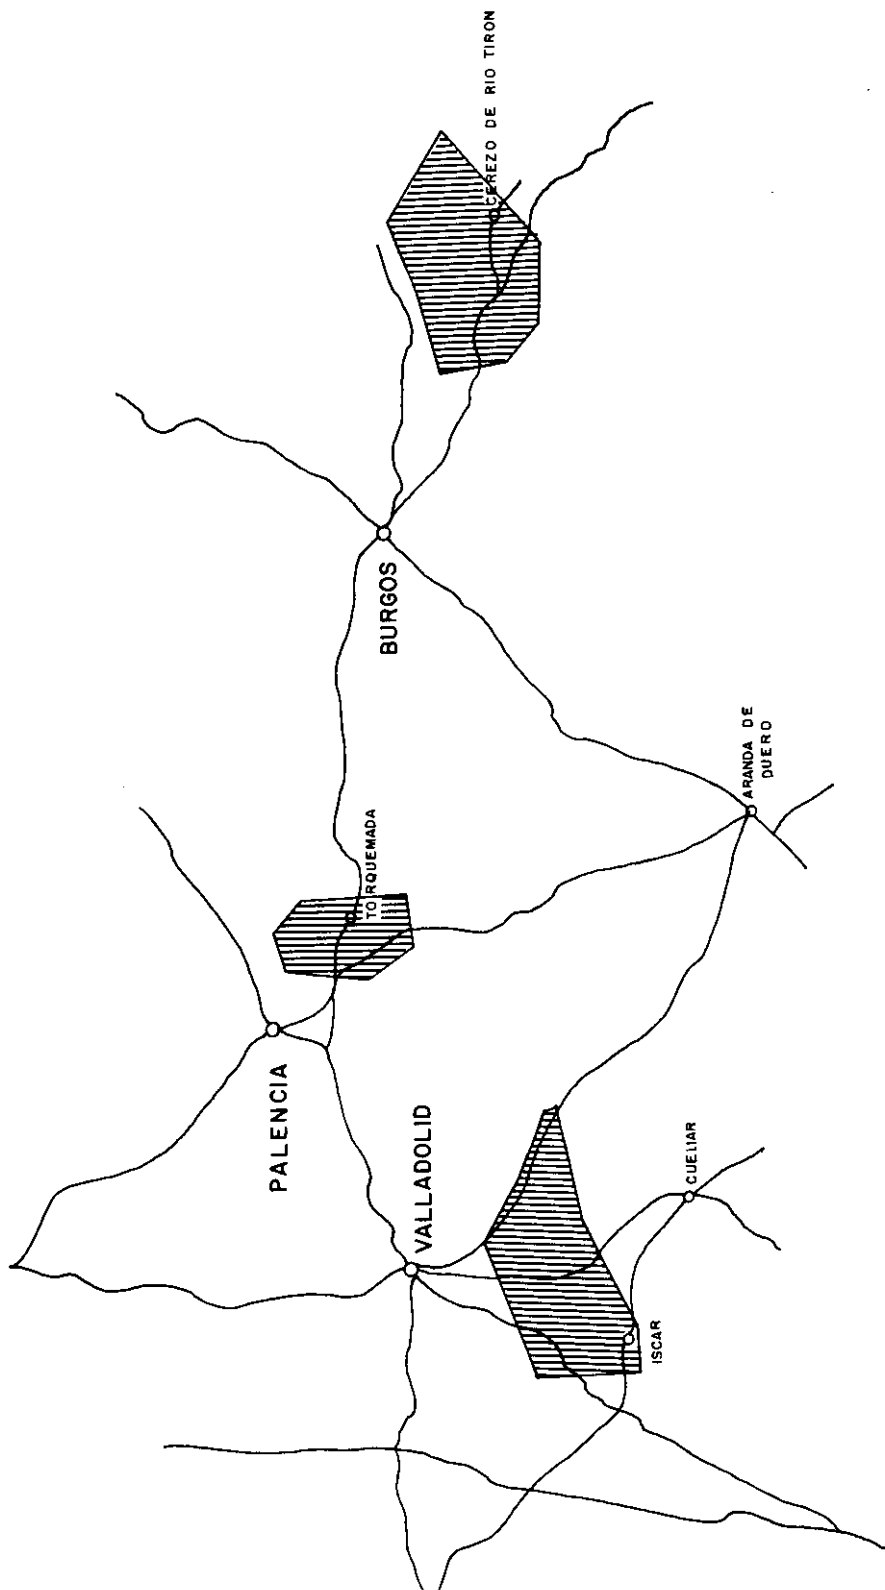 CEREZO DE RIO TIRON
BURGOS
ARANDA DE
DUERO
TORQUEMADA
PALENCIA
VALLADOLID
CUELLAR
ISCAR